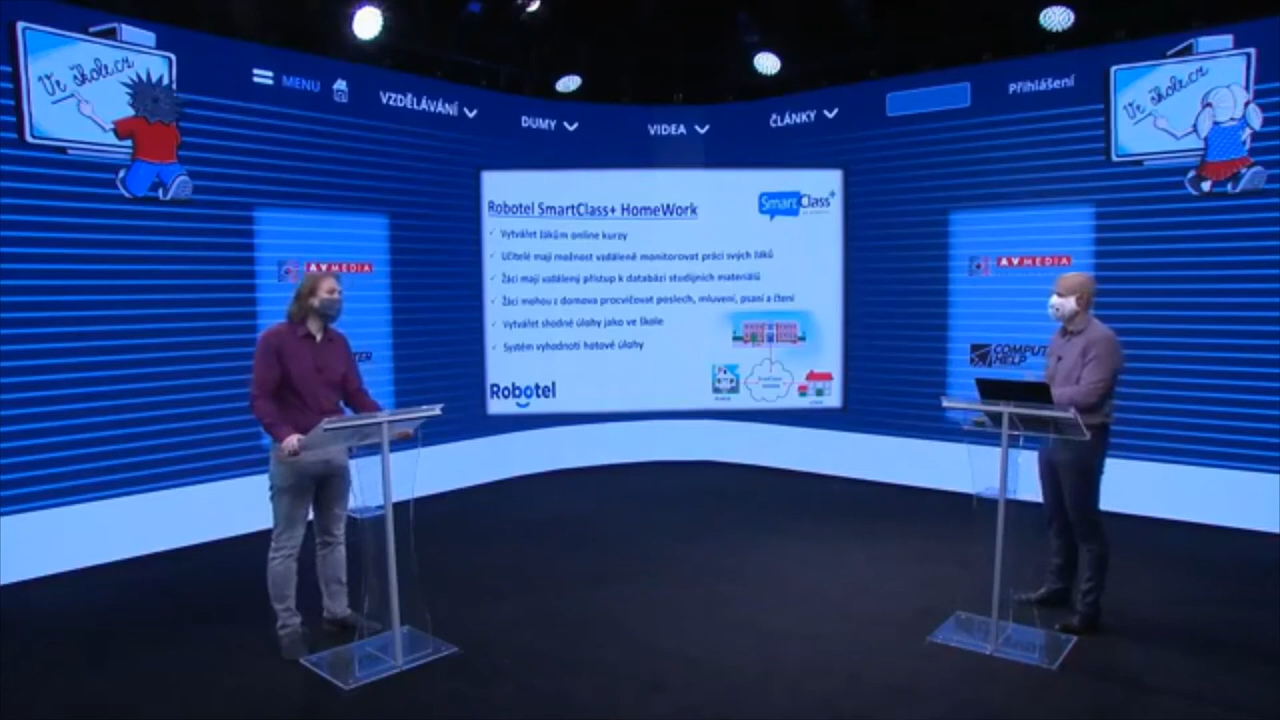 Ve škole.cz
MENU
VZDĚLÁVÁNÍ
DUMY
VIDEA
ČLÁNKY
Přihlášení
Ve škole.cz
Robotel SmartClass+ HomeWork
SmartClass+
✓ Vytvářet žákům online kurzy
✓ Učitelé mají možnost vzdáleně monitorovat práci svých žáků
✓ Žáci mají vzdálený přístup k databázi studijních materiálů
✓ Žáci mohou z domova procvičovat poslech, mluvení, psaní a čtení
✓ Vytvářet shodné úlohy jako ve škole
✓ Systém vyhodnotí hotové úlohy
Robotel
AV MEDIA
AV MEDIA
COMPUT
HELP